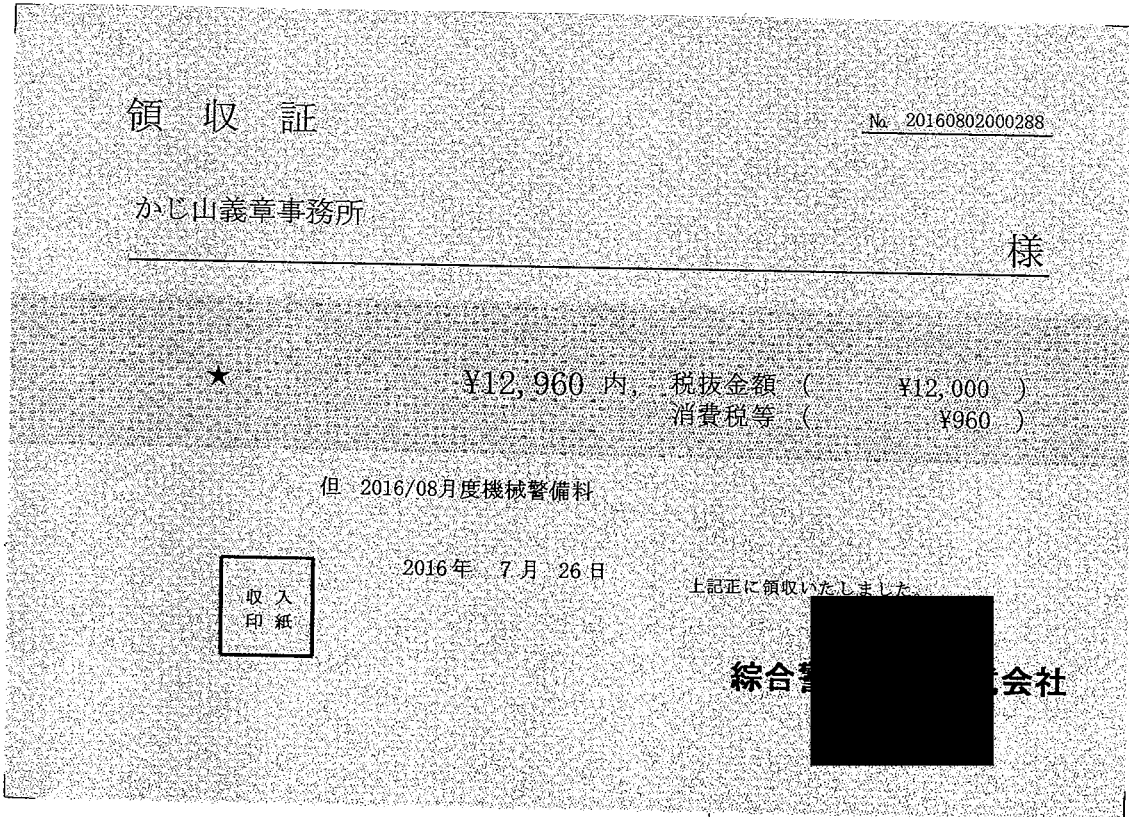 領収証
№ 20160802000288
かじ山義章事務所
様
★ ¥12,960 内, 税抜金額 ( ¥12,000 )
消費税等 ( ¥960 )
但 2016/08月度機械警備料
2016年 7月 26日
上記正に領収いたしました
収入
印紙
綜合警 会社